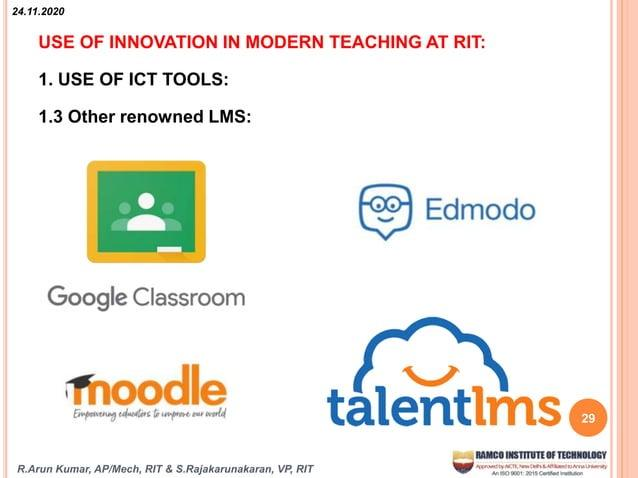 24.11.2020
USE OF INNOVATION IN MODERN TEACHING AT RIT:
1. USE OF ICT TOOLS:
1.3 Other renowned LMS:
Edmodo
Google Classroom
moodle
Empowering educators to improve our world
talentlms
29
RAMCO INSTITUTE OF TECHNOLOGY
Approved by AICTE, New Delhi & Affiliated to Anna University
An ISO 9001: 2015 Certified Institution
R.Arun Kumar, AP/Mech, RIT & S.Rajakarunakaran, VP, RIT